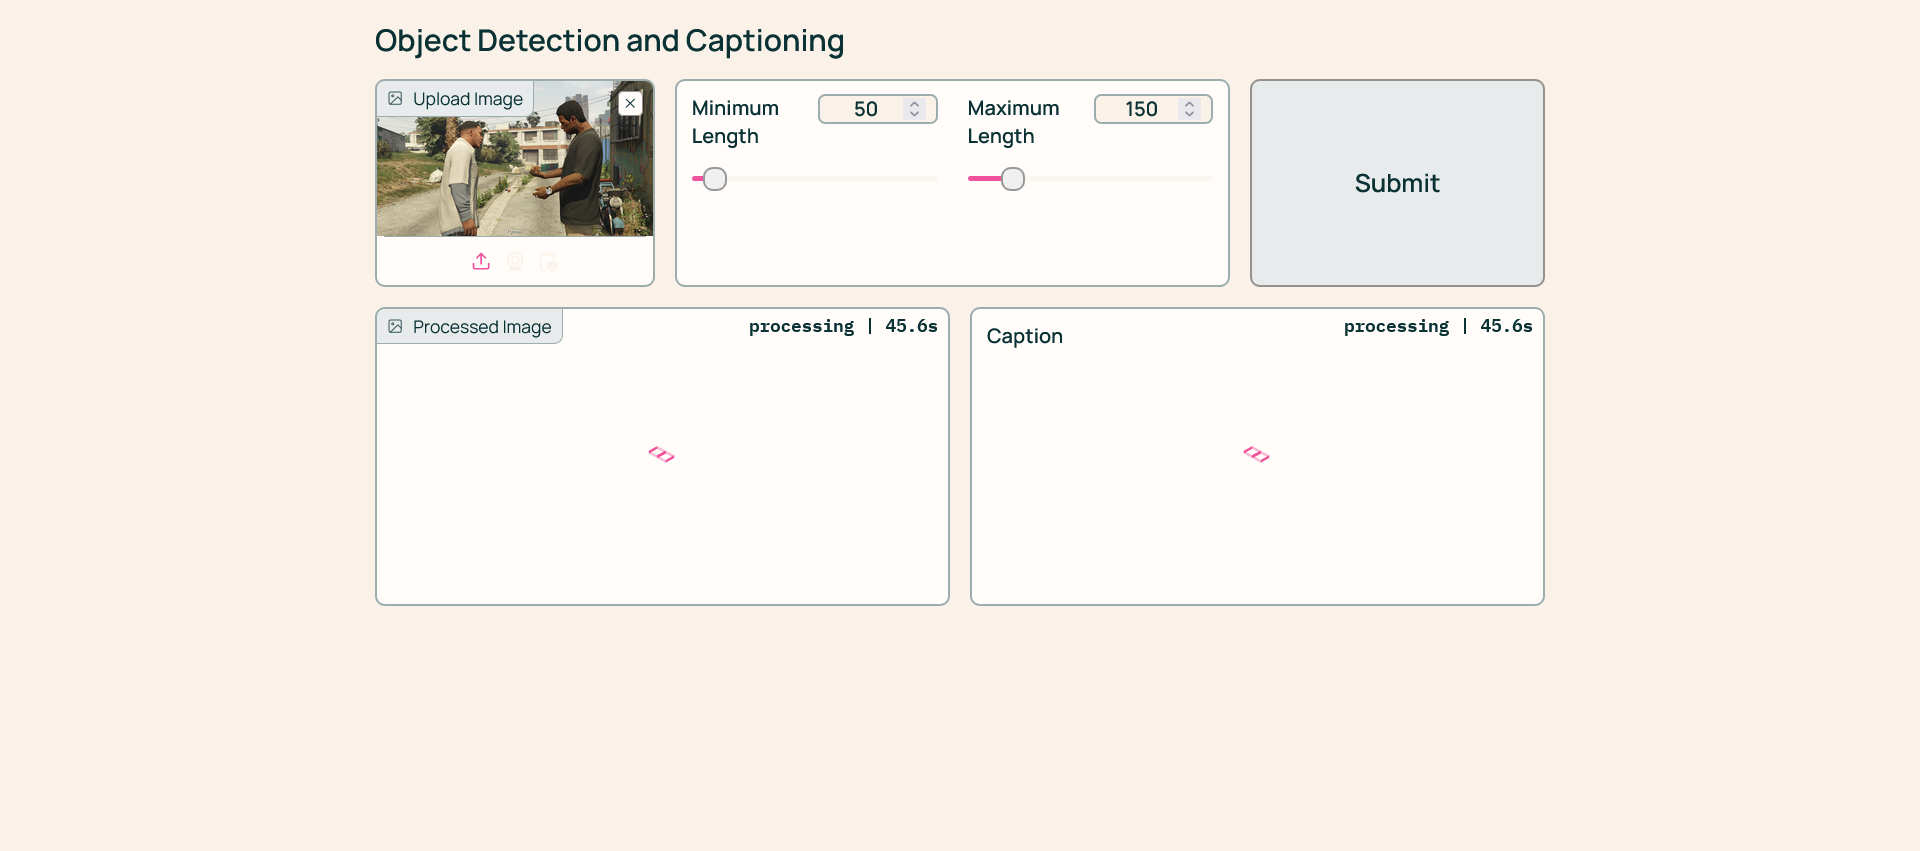 Object Detection and Captioning
Upload Image
Minimum
Length
50
Maximum
Length
150
Submit
Processed Image
processing | 45.6s
Caption
processing | 45.6s